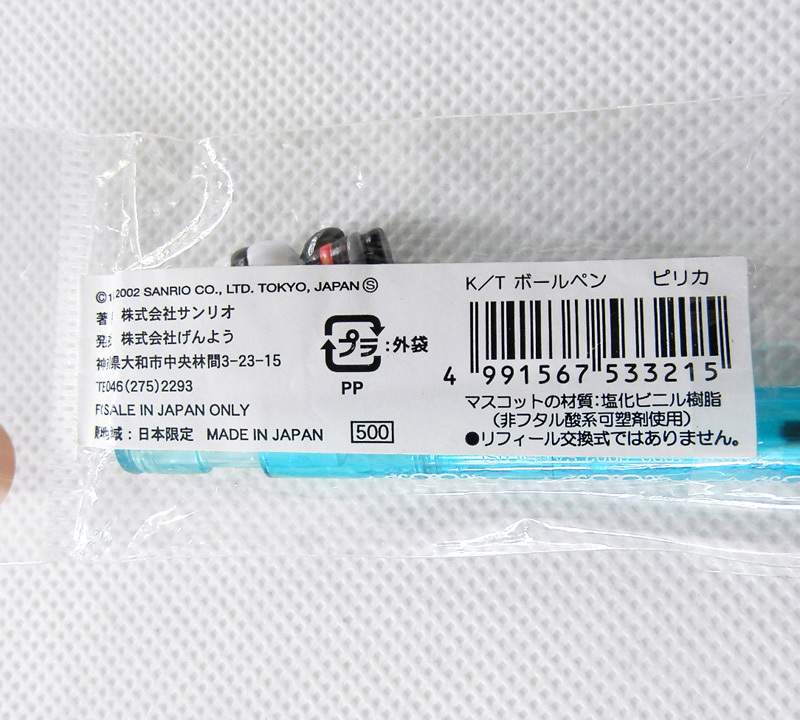 2002 SANRIO CO., LTD. TOKYO, JAPAN Ⓢ
株式会社サンリオ
株式会社げんよう
大和市中央林間3-23-15
046(275)2293
SALE IN JAPAN ONLY
日本限定 MADE IN JAPAN 500
プラ:外袋
PP
K/T ボールペン ピリカ
4 991567 533215
マスコットの材質:塩化ビニル樹脂
(非フタル酸系可塑剤使用)
●リフィール交換式ではありません。